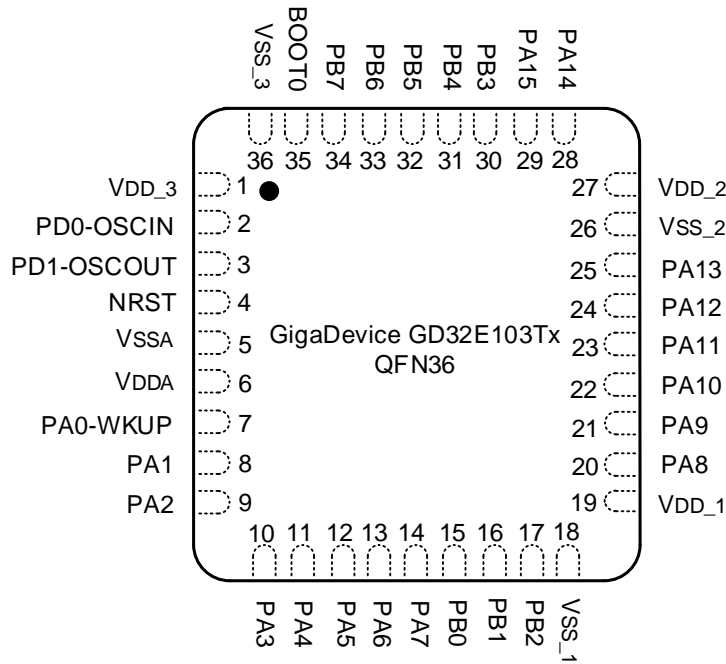 VSS_3
BOOT0
PB7
PB6
PB5
PB4
PB3
PA15
PA14
36 35 34 33 32 31 30 29 28
VDD_3 1
PD0-OSCIN 2
PD1-OSCOUT 3
NRST 4
VSSA 5
VDDA 6
PA0-WKUP 7
PA1 8
PA2 9
GigaDevice GD32E103Tx
QFN36
27 VDD_2
26 VSS_2
25 PA13
24 PA12
23 PA11
22 PA10
21 PA9
20 PA8
19 VDD_1
10 11 12 13 14 15 16 17 18
PA3
PA4
PA5
PA6
PA7
PB0
PB1
PB2
VSS_1